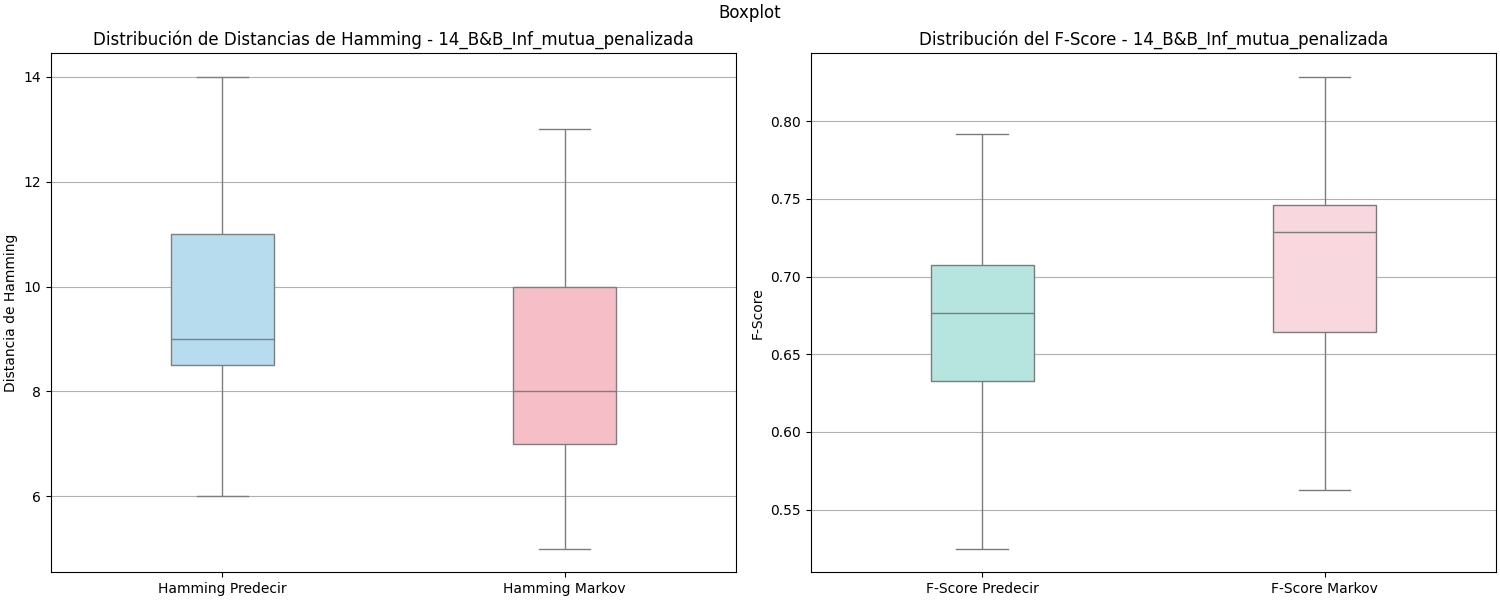 Boxplot
Distribución de Distancias de Hamming - 14_B&B_Inf_mutua_penalizada
Distancia de Hamming
14
12
10
8
6
Hamming Predecir
Hamming Markov
Distribución del F-Score - 14_B&B_Inf_mutua_penalizada
F-Score
0.80
0.75
0.70
0.65
0.60
0.55
F-Score Predecir
F-Score Markov